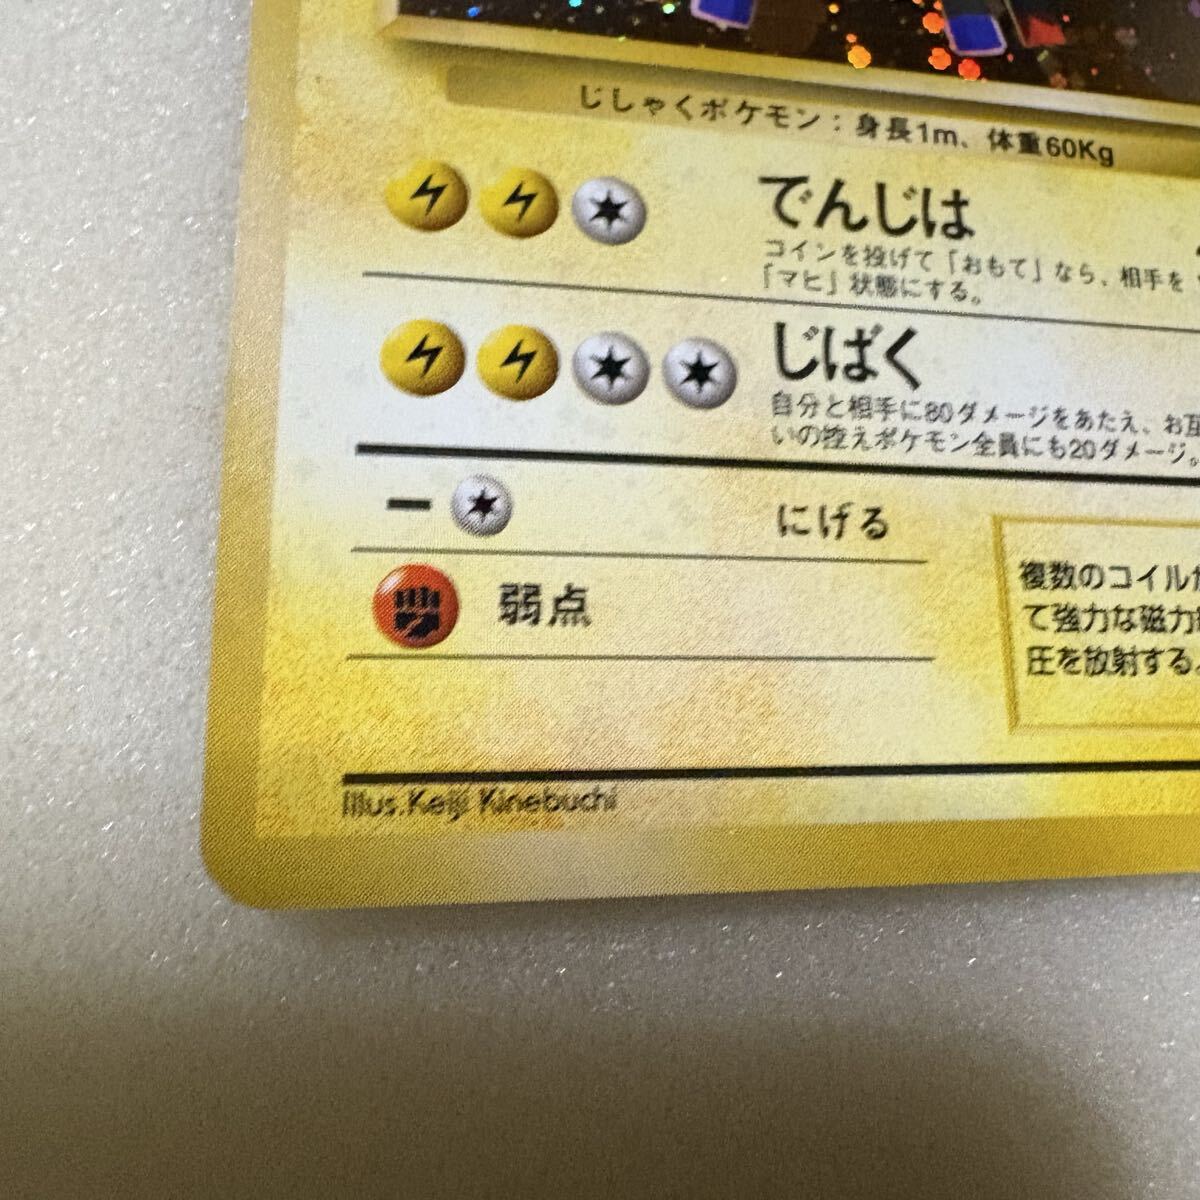 じしゃくポケモン：身長1m、体重60Kg
でんじは
コインを投げて「おもて」なら、相手を
「マヒ」状態にする。
じばく
自分と相手に80ダメージをあたえ、お互
いの控えポケモン全員にも20ダメージ。
ー にげる
弱点
複数のコイルが
て強力な磁力
圧を放射する。
Illus.Keiji Kinebuchi